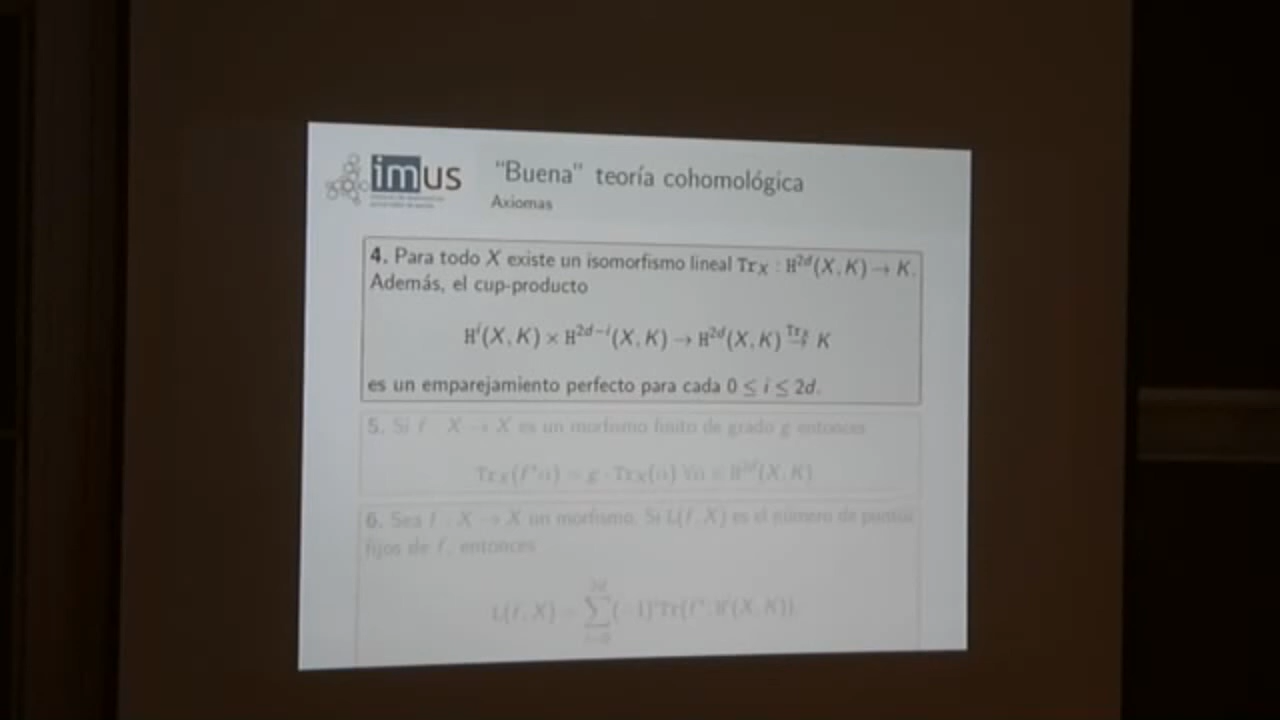 imus
“Buena“ teoría cohomológica
Axiomas
4. Para todo X existe un isomorfismo lineal Tr_X : H^{2d}(X, K) → K.
Además, el cup-producto
H^i(X, K) × H^{2d−i}(X, K) → H^{2d}(X, K) \xrightarrow{Tr_X} K
es un emparejamiento perfecto para cada 0 ≤ i ≤ 2d.
5. Si f : X → X es un morfismo finito de grado g entonces
Tr_X(f*α) = g · Tr_X(α) ∀α ∈ H^{2d}(X, K)
6. Sea f : X → X un morfismo. Si L(f, X) es el número de puntos
fijos de f, entonces
L(f, X) = \sum_{i=0}^{2d} (−1)^i Tr(f* ; H^i(X, K)).